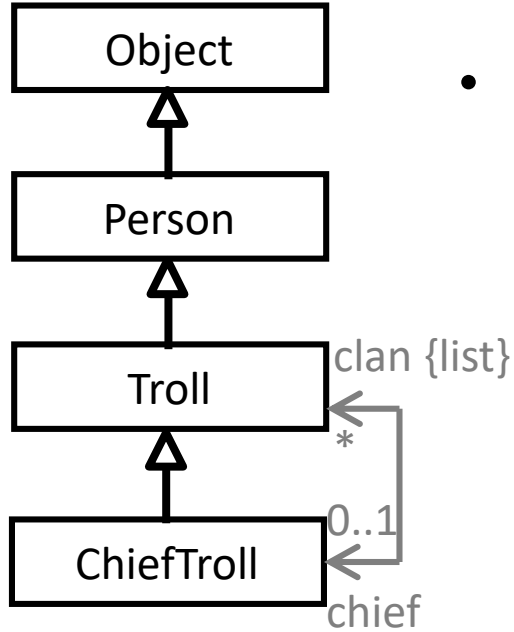 Object
•
Person
clan {list}
Troll
*
0..1
ChiefTroll
chief